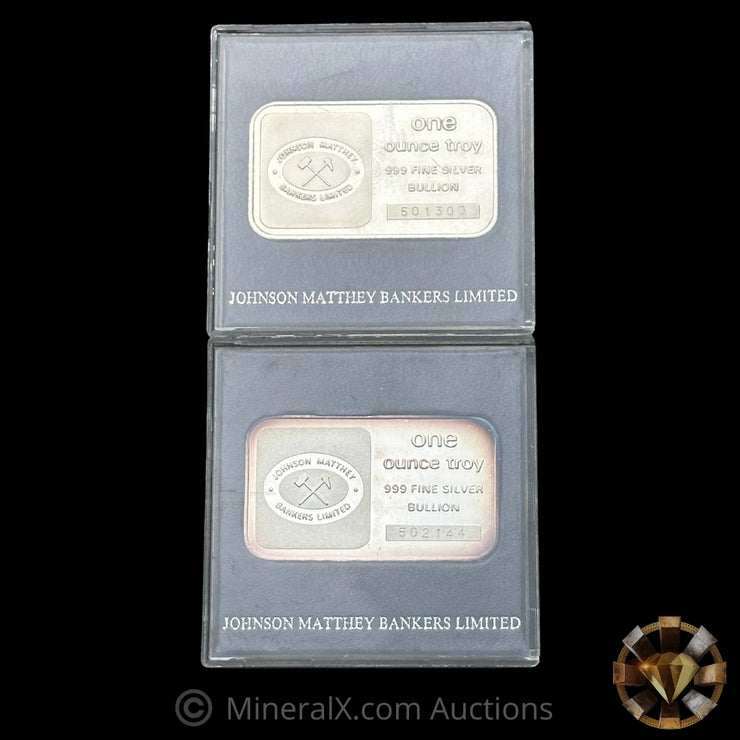 one
ounce troy
999 FINE SILVER
BULLION
501309
JOHNSON MATTHEY
BANKERS LIMITED
JOHNSON MATTHEY BANKERS LIMITED
one
ounce troy
999 FINE SILVER
BULLION
502144
JOHNSON MATTHEY
BANKERS LIMITED
JOHNSON MATTHEY BANKERS LIMITED
© MineralX.com Auctions